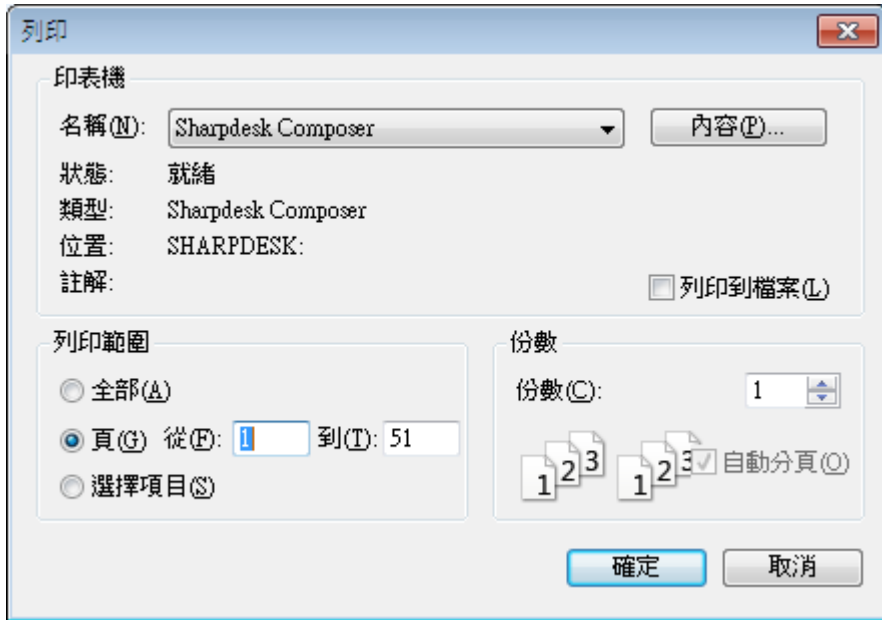 列印
印表機
名稱(N): Sharpdesk Composer 內容(P)...
狀態: 就緒
類型: Sharpdesk Composer
位置: SHARPDESK:
註解:
列印到檔案(L)
列印範圍
全部(A)
頁(G) 從(F): 1 到(T): 51
選擇項目(S)
份數
份數(C): 1
1 2 3 1 2 3 自動分頁(O)
確定 取消